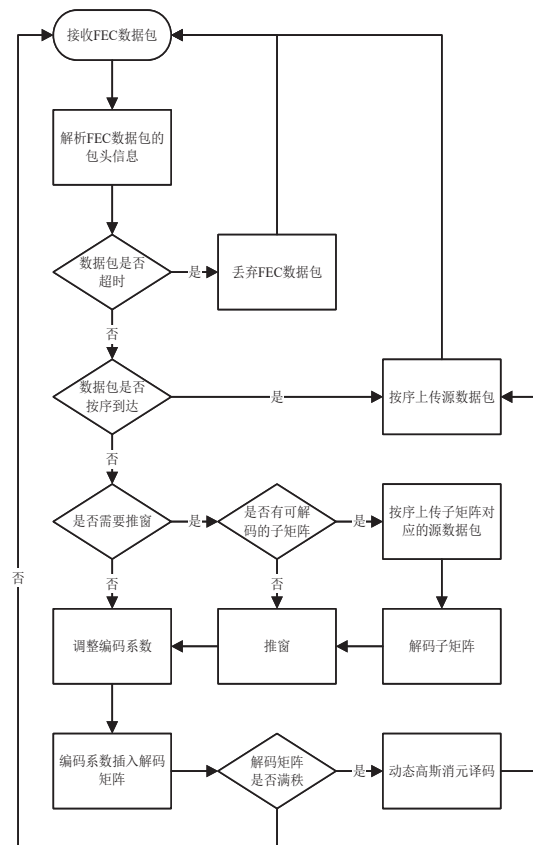 接收FEC数据包
解析FEC数据包的
包头信息
数据包是否
超时
是
丢弃FEC数据包
否
数据包是否
按序到达
是
按序上传源数据包
否
是否需要推窗
是
是否有可解
码的子矩阵
是
按序上传子矩阵对
应的源数据包
否
否
否
调整编码系数
推窗
解码子矩阵
编码系数插入解码
矩阵
解码矩阵
是否满秩
是
动态高斯消元译码